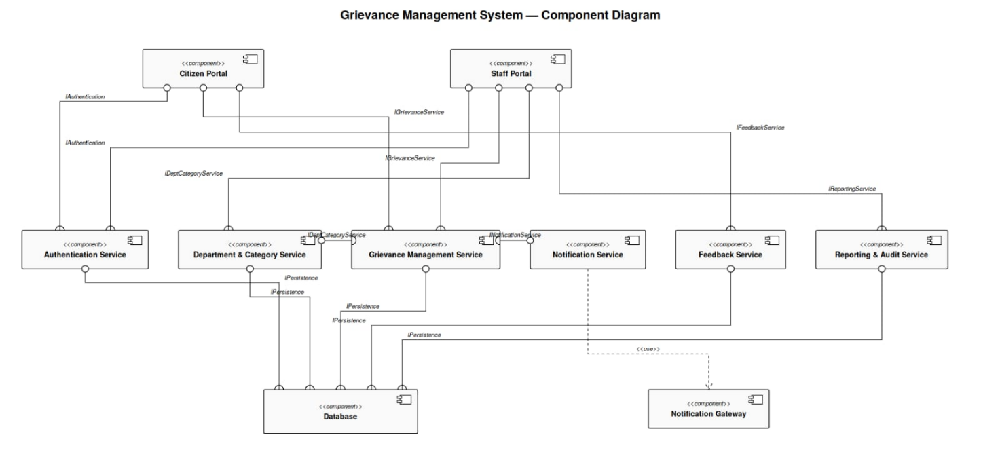 Grievance Management System — Component Diagram
<<component>>
Citizen Portal
<<component>>
Staff Portal
IAuthentication
IGrievanceService
IFeedbackService
IAuthentication
IGrievanceService
IDeptCategoryService
IReportingService
IDeptCategoryService
INotificationService
<<component>>
Authentication Service
<<component>>
Department & Category Service
<<component>>
Grievance Management Service
<<component>>
Notification Service
<<component>>
Feedback Service
<<component>>
Reporting & Audit Service
IPersistence
IPersistence
IPersistence
IPersistence
IPersistence
<<use>>
<<component>>
Database
<<component>>
Notification Gateway